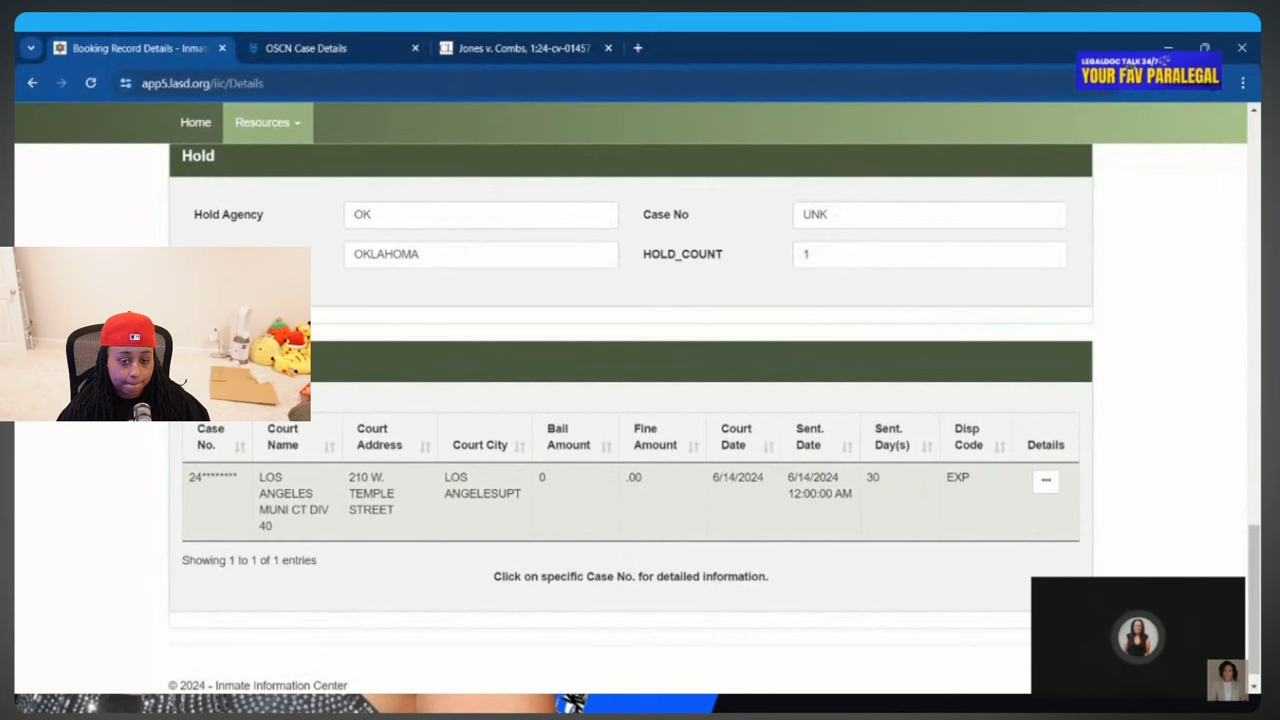 Booking Record Details - Inma
OSCN Case Details
Jones v. Combs, 1:24-cv-01457
LEGALDOC TALK 24/7
YOUR FAV PARALEGAL
app5.lasd.org/iic/Details
Home
Resources
Hold
Hold Agency OK Case No UNK
OKLAHOMA HOLD_COUNT 1
Case No.
Court Name
Court Address
Court City
Bail Amount
Fine Amount
Court Date
Sent. Date
Sent. Day(s)
Disp Code
Details
24********
LOS
ANGELES
MUNI CT DIV
40
210 W.
TEMPLE
STREET
LOS
ANGELESUPT
0
.00
6/14/2024
6/14/2024
12:00:00 AM
30
EXP
Showing 1 to 1 of 1 entries
Click on specific Case No. for detailed information.
© 2024 - Inmate Information Center